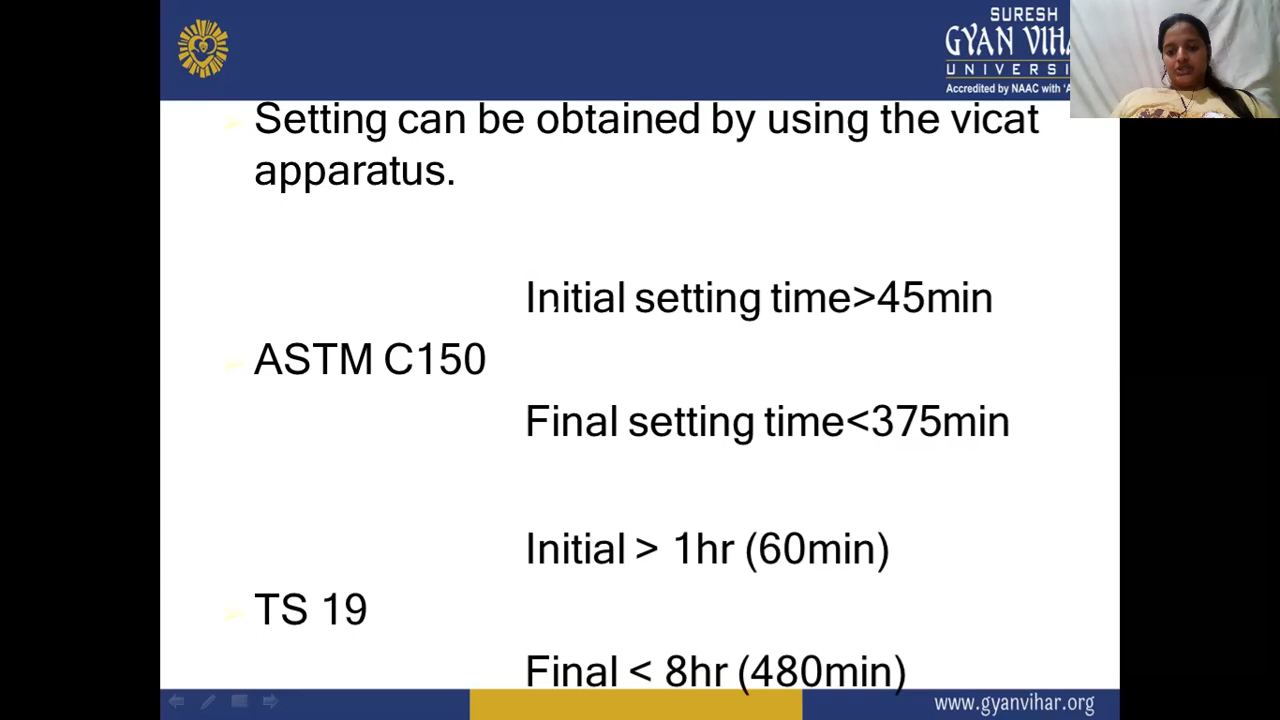 SURESH
GYAN VIHA
UNIVERSI
Accredited by NAAC with 'A
Setting can be obtained by using the vicat
apparatus.
Initial setting time>45min
ASTM C150
Final setting time<375min
Initial > 1hr (60min)
TS 19
Final < 8hr (480min)
www.gyanvihar.org